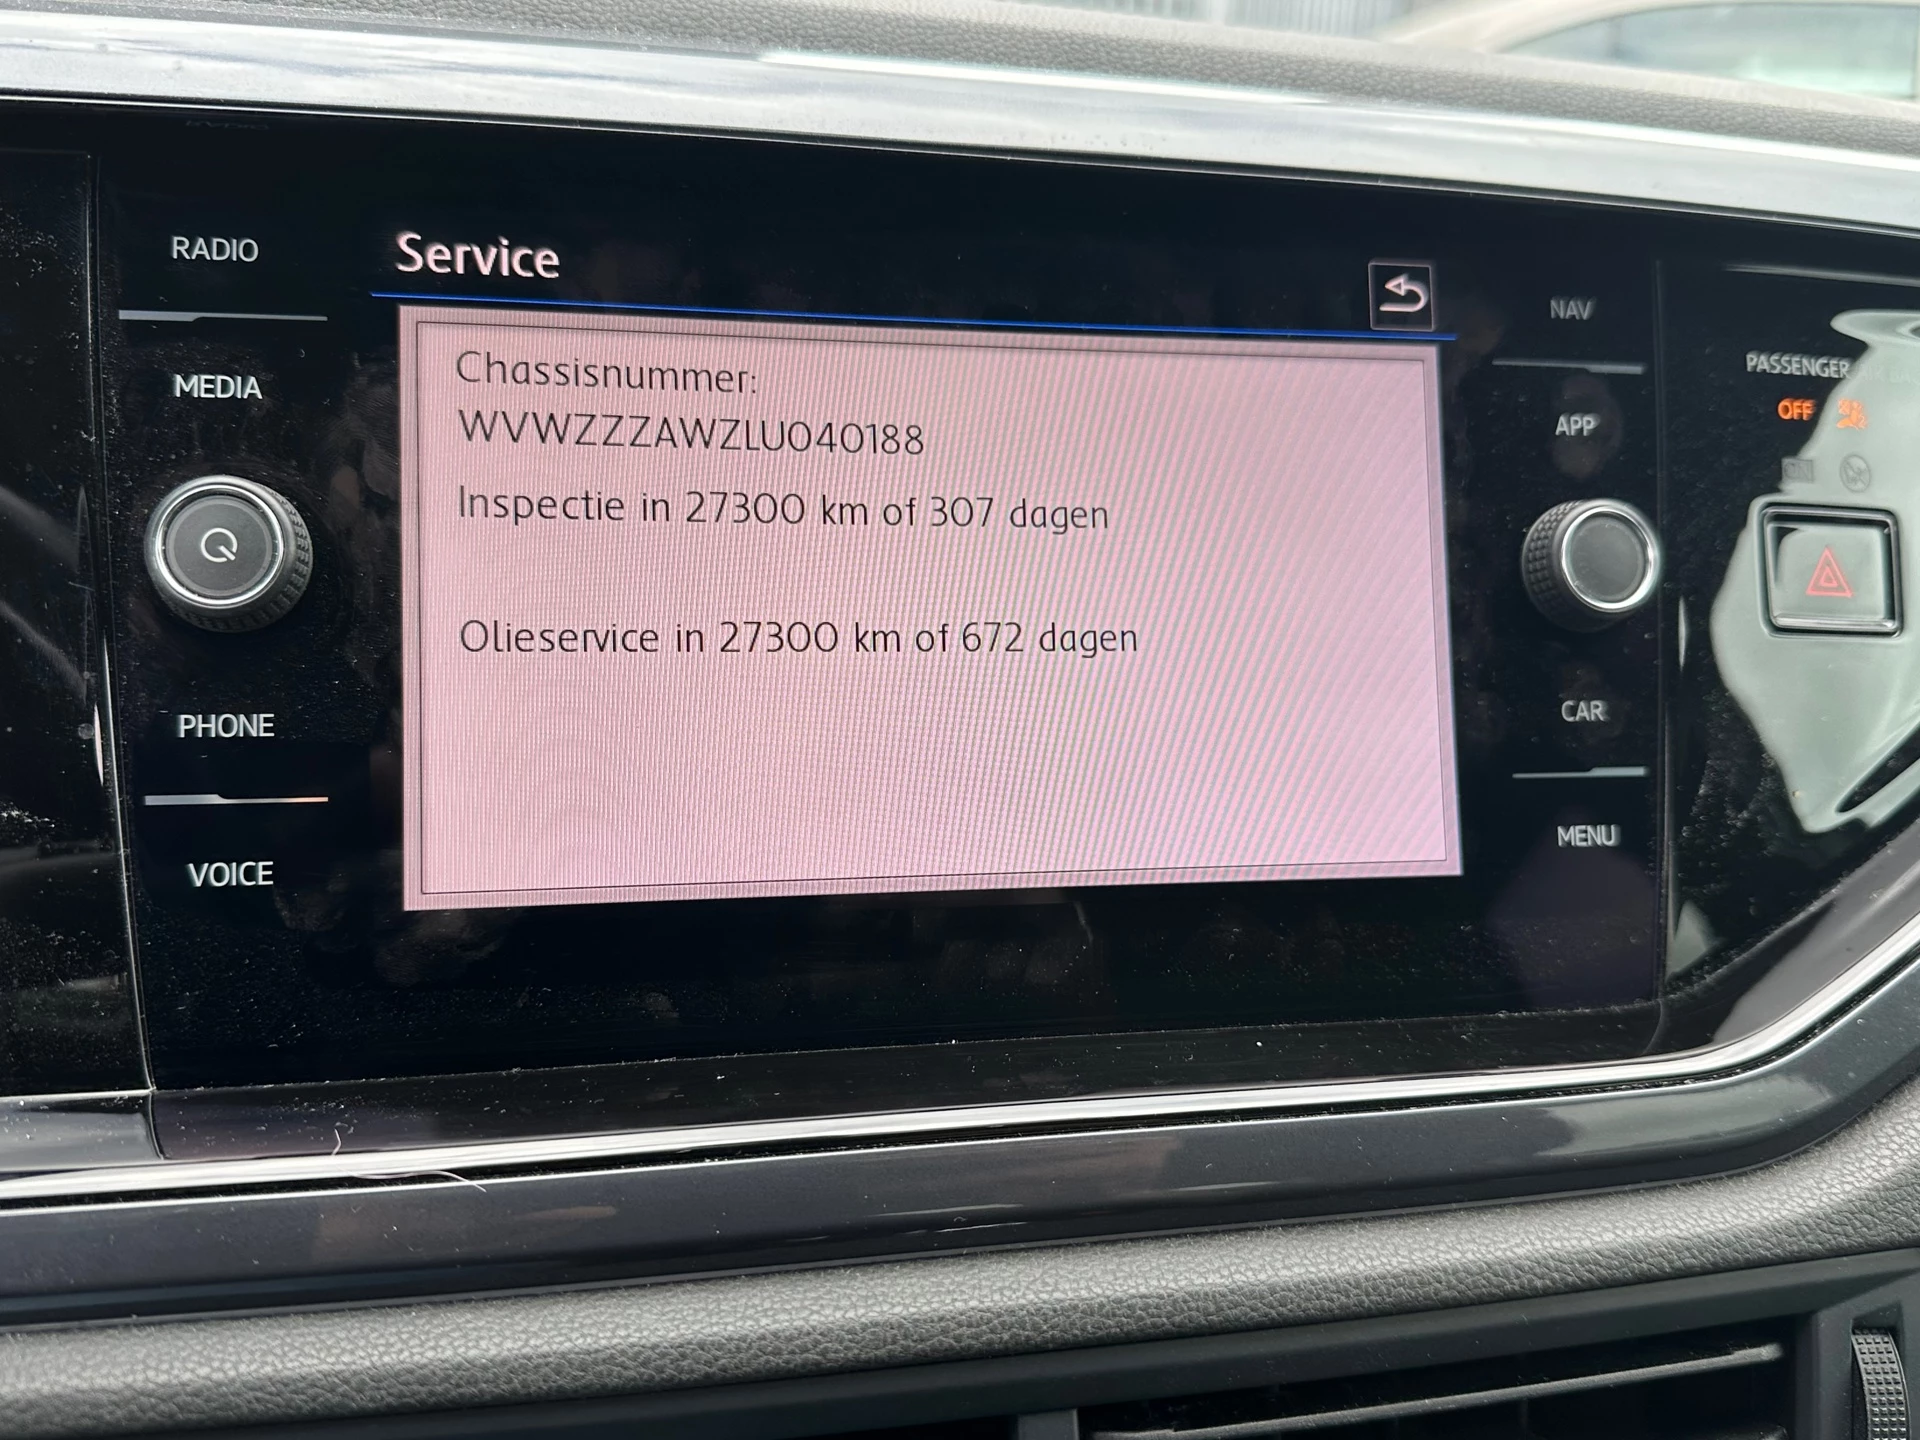 Service
Chassisnummer:
WVWZZZAWZLU040188
Inspectie in 27300 km of 307 dagen
Olieservice in 27300 km of 672 dagen
RADIO
MEDIA
PHONE
VOICE
NAV
APP
CAR
MENU
PASSENGER
OFF
ON